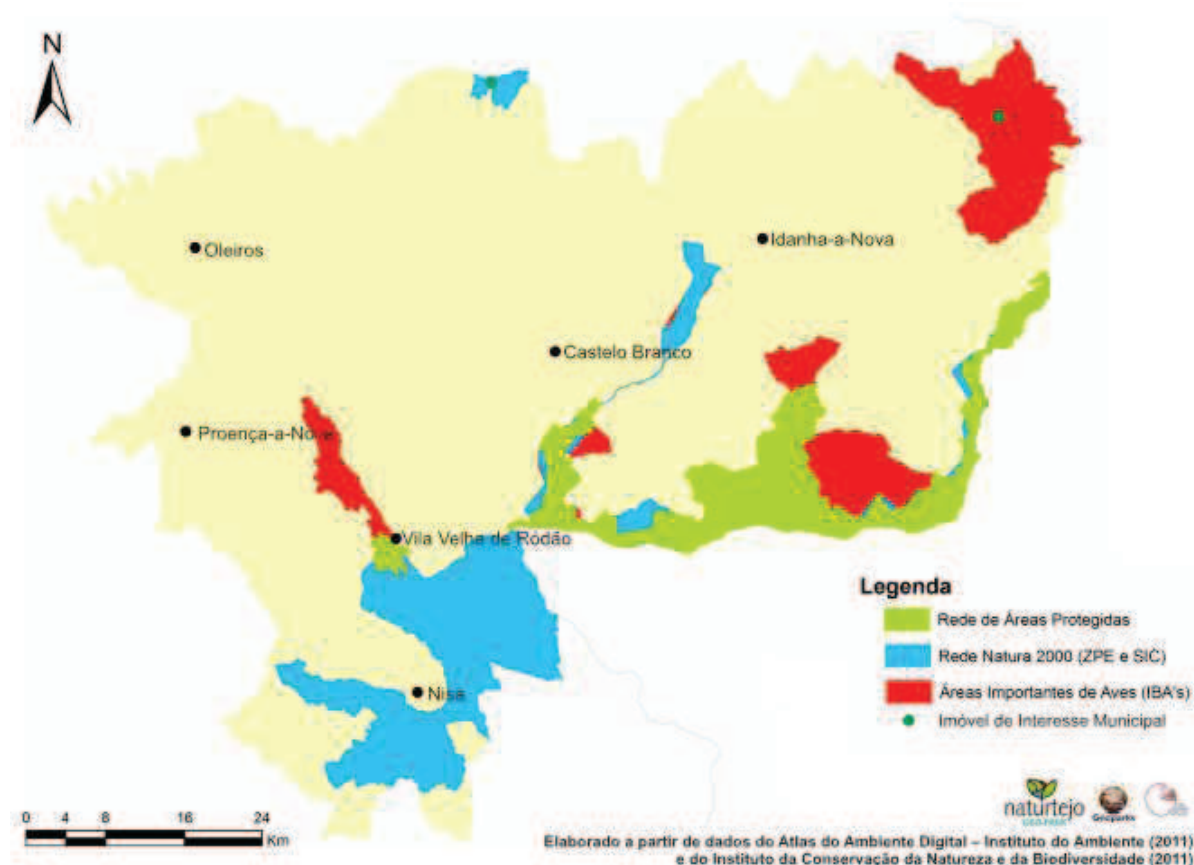 N
Oleiros
Idanha-a-Nova
Castelo Branco
Proença-a-Nova
Vila Velha de Ródão
Nisa
Legenda
Rede de Áreas Protegidas
Rede Natura 2000 (ZPE e SIC)
Áreas Importantes de Aves (IBA's)
Imóvel de Interesse Municipal
0 4 8 16 24
Km
naturtejo
GEOPARK
Geoparks
Elaborado a partir de dados do Atlas do Ambiente Digital – Instituto do Ambiente (2011)
e do Instituto da Conservação da Natureza e da Biodiversidade (2011)